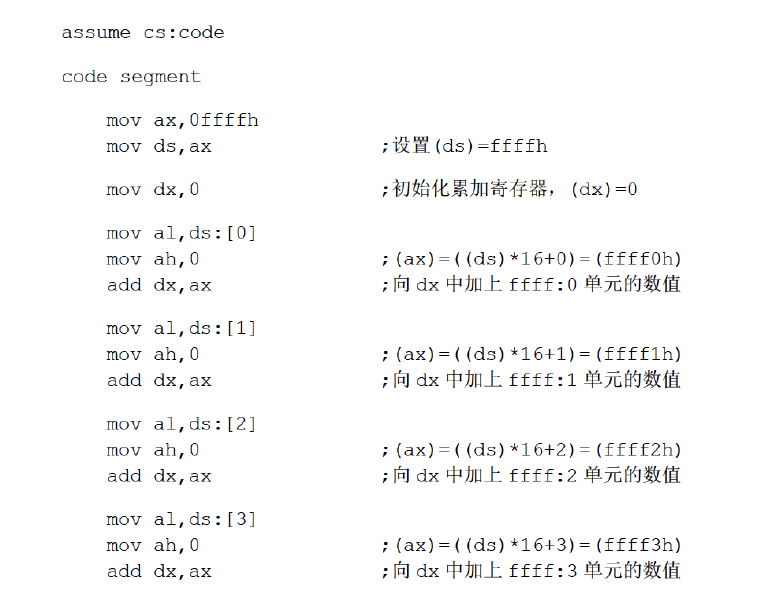 assume cs:code
code segment
mov ax,0ffffh
mov ds,ax ;设置(ds)=ffffh
mov dx,0 ;初始化累加寄存器，(dx)=0
mov al,ds:[0]
mov ah,0 ;(ax)=((ds)*16+0)=(ffff0h)
add dx,ax ;向 dx 中加上 ffff:0 单元的数值
mov al,ds:[1]
mov ah,0 ;(ax)=((ds)*16+1)=(ffff1h)
add dx,ax ;向 dx 中加上 ffff:1 单元的数值
mov al,ds:[2]
mov ah,0 ;(ax)=((ds)*16+2)=(ffff2h)
add dx,ax ;向 dx 中加上 ffff:2 单元的数值
mov al,ds:[3]
mov ah,0 ;(ax)=((ds)*16+3)=(ffff3h)
add dx,ax ;向 dx 中加上 ffff:3 单元的数值